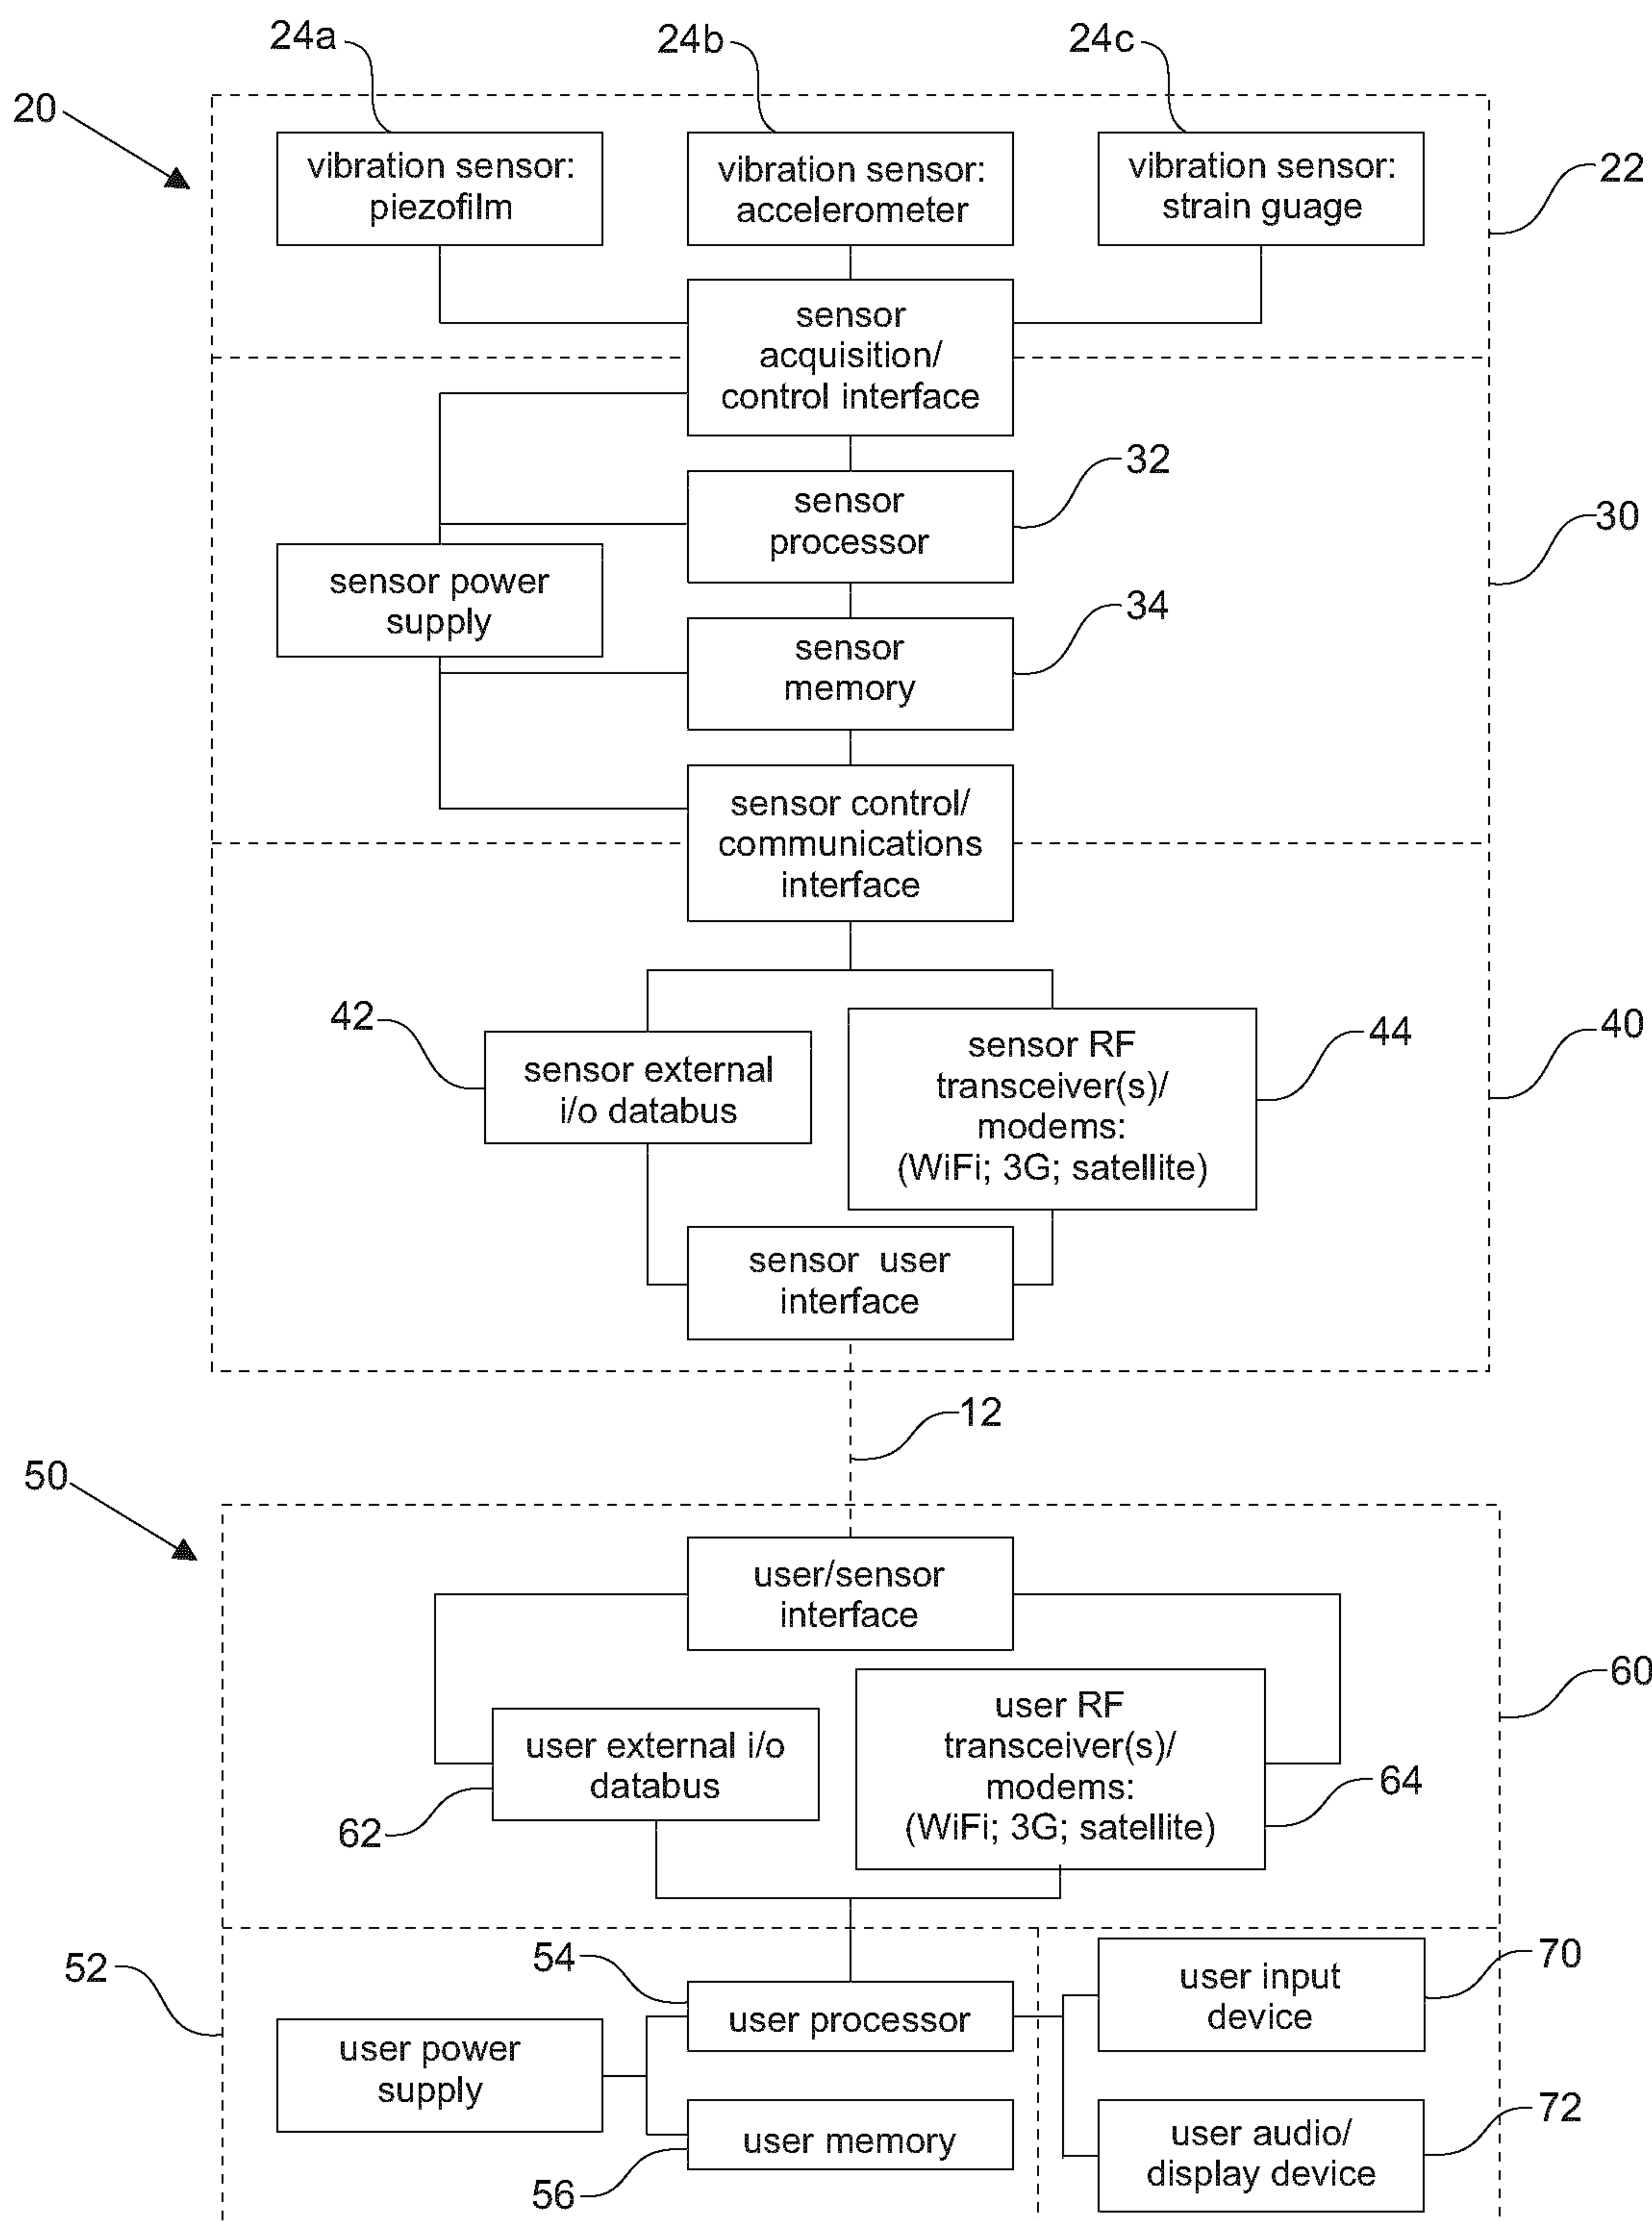 24a
24b
24c
20
vibration sensor:
piezofilm
vibration sensor:
accelerometer
vibration sensor:
strain guage
22
sensor
acquisition/
control interface
32
sensor
processor
30
sensor power
supply
34
sensor
memory
sensor control/
communications
interface
42
sensor external
i/o databus
sensor RF
transceiver(s)/
modems:
(WiFi; 3G; satellite)
44
40
sensor user
interface
12
50
user/sensor
interface
60
user external i/o
databus
62
user RF
transceiver(s)/
modems:
(WiFi; 3G; satellite)
64
52
54
user processor
user input
device
70
user power
supply
user memory
56
user audio/
display device
72